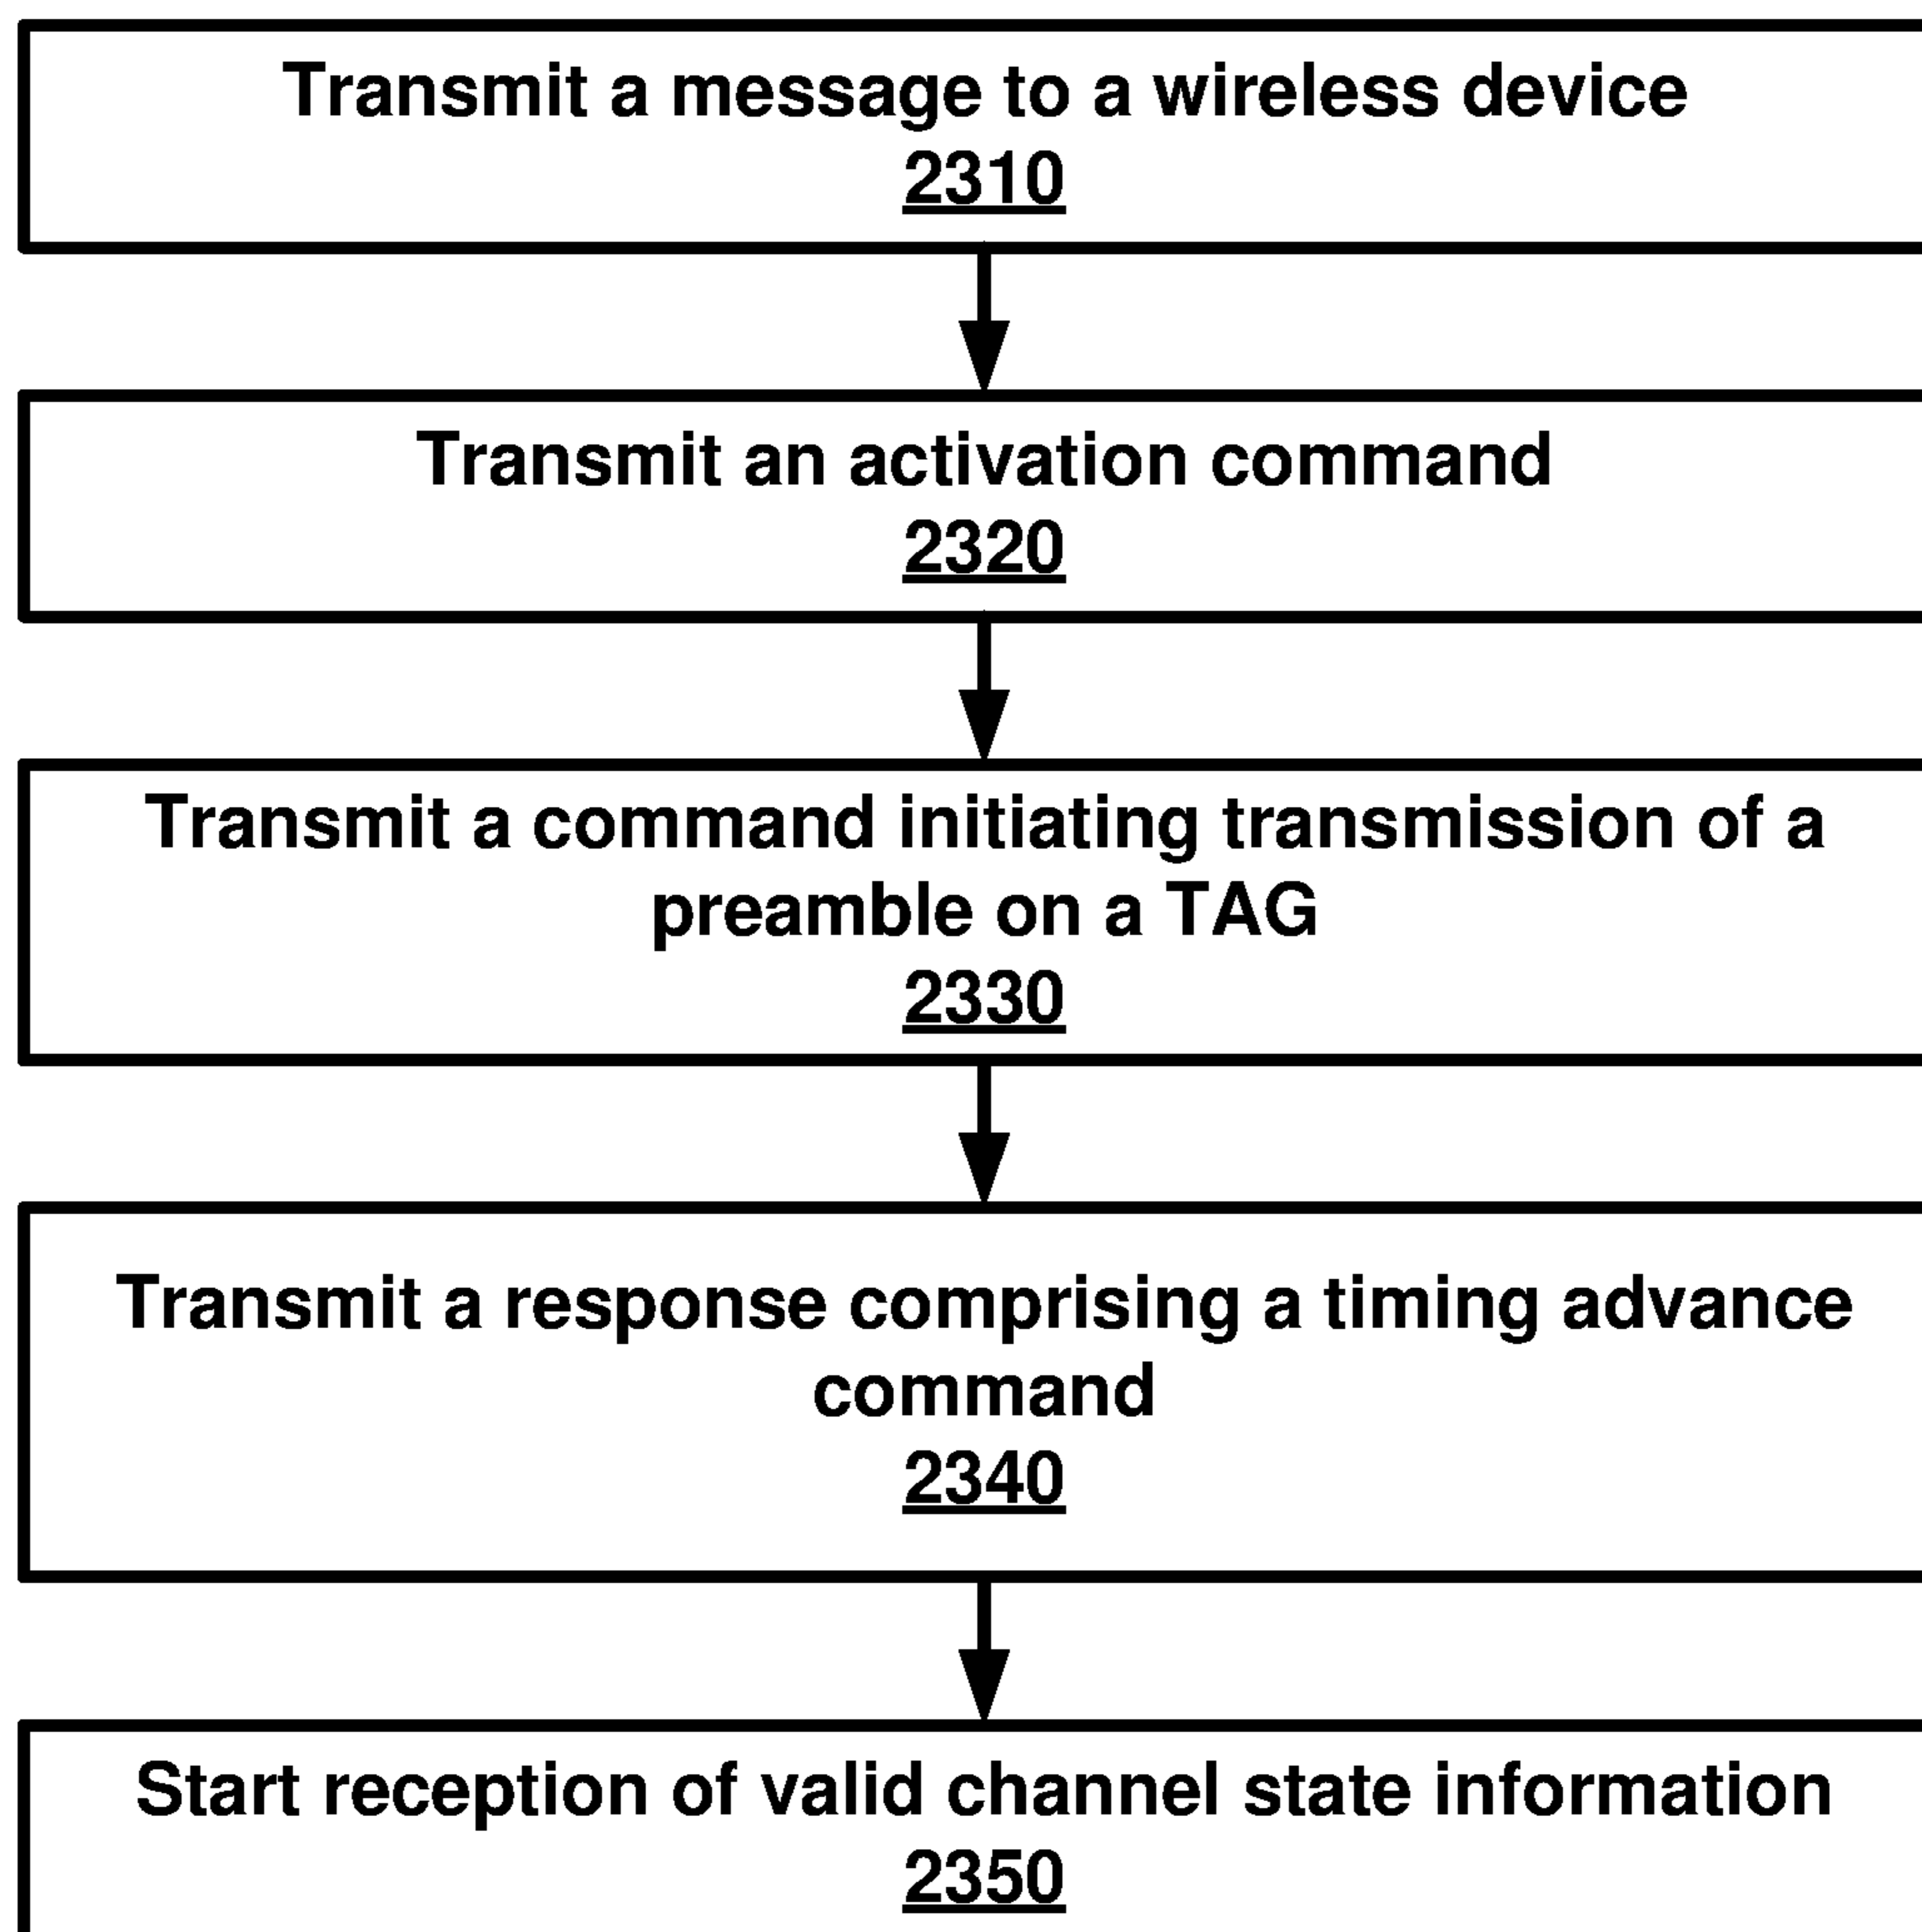 Transmit a message to a wireless device
2310
Transmit an activation command
2320
Transmit a command initiating transmission of a
preamble on a TAG
2330
Transmit a response comprising a timing advance
command
2340
Start reception of valid channel state information
2350